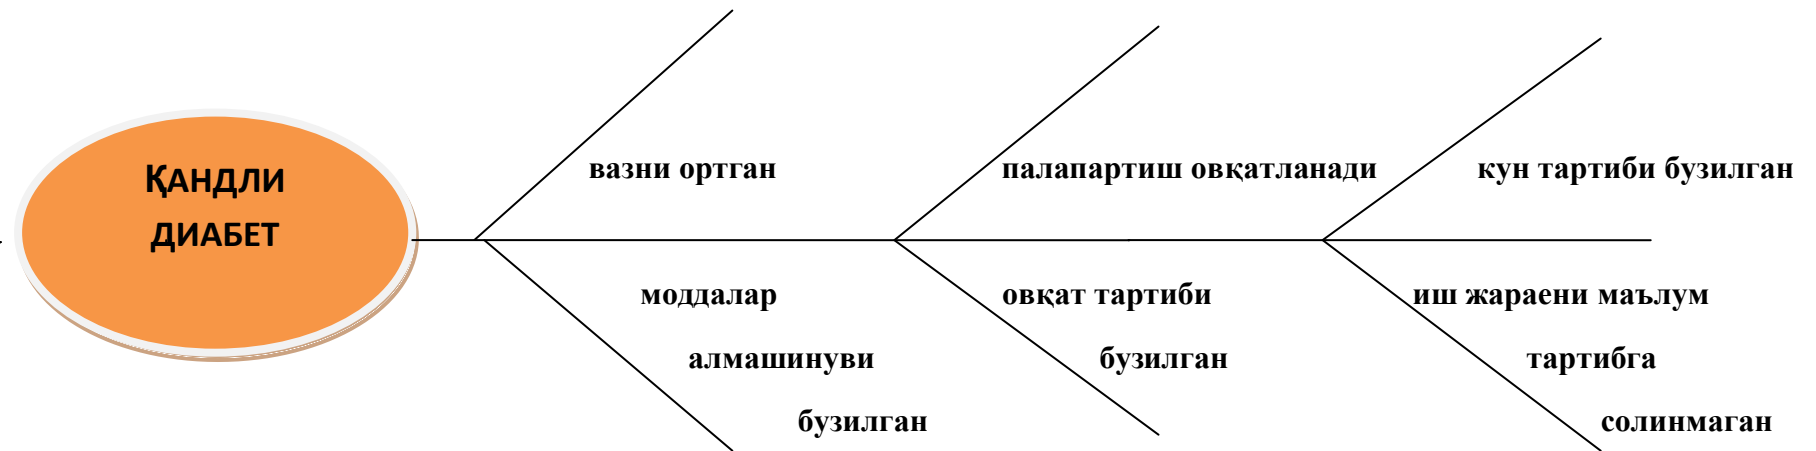 ҚАНДЛИ
ДИАБЕТ
вазни ортган
палапартиш овқатланади
кун тартиби бузилган
моддалар
алмашинуви
бузилган
овқат тартиби
бузилган
иш жараени маълум
тартибга
солинмаган